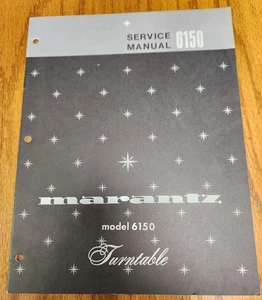 SERVICE
MANUAL 6150
marantz
model 6150
Turntable